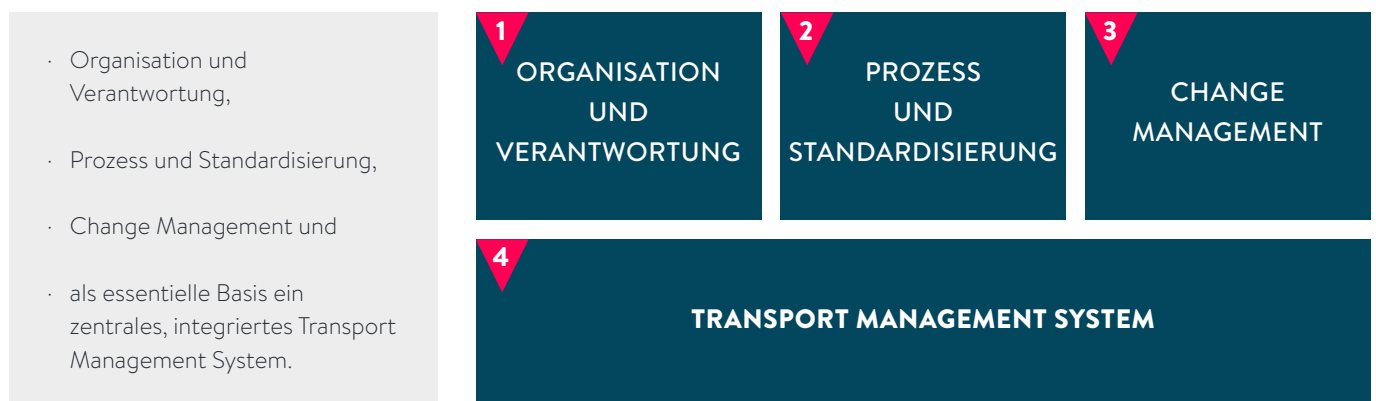 · Organisation und
Verantwortung,
· Prozess und Standardisierung,
· Change Management und
· als essentielle Basis ein
zentrales, integriertes Transport
Management System.
1
ORGANISATION
UND
VERANTWORTUNG
2
PROZESS
UND
STANDARDISIERUNG
3
CHANGE
MANAGEMENT
4
TRANSPORT MANAGEMENT SYSTEM